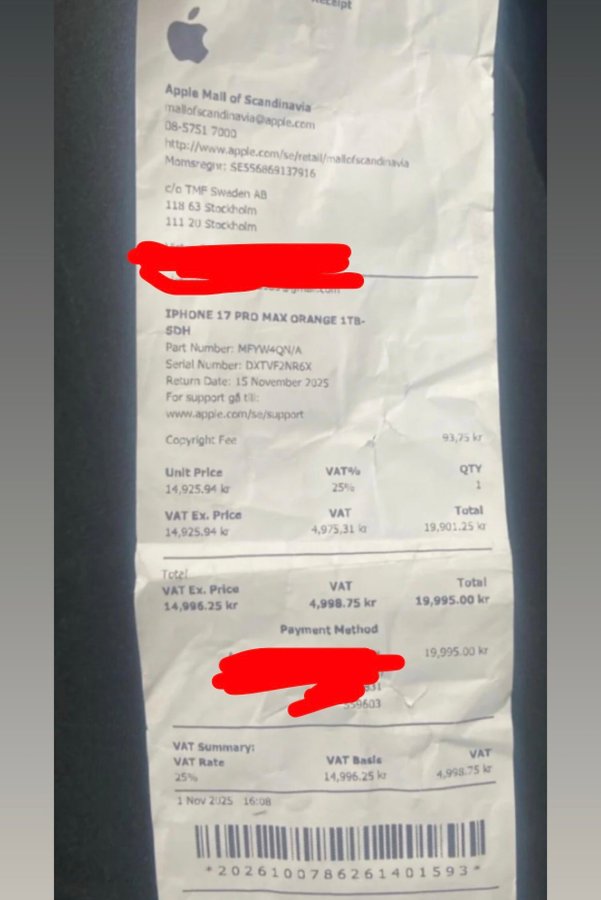 Receipt
Apple Mall of Scandinavia
mallofscandinavia@apple.com
08-5751 7000
http://www.apple.com/se/retail/mallofscandinavia
Momsregnr: SE556869137916
c/o TMF Sweden AB
118 63 Stockholm
111 20 Stockholm
@gmail.com
IPHONE 17 PRO MAX ORANGE 1TB-
SDH
Part Number: MFYW4QN/A
Serial Number: DXTVF2NR6X
Return Date: 15 November 2025
For support gå till:
www.apple.com/se/support
Copyright Fee 93,75 kr
Unit Price VAT% QTY
14,925.94 kr 25% 1
VAT Ex. Price VAT Total
14,925.94 kr 4,975,31 kr 19,901.25 kr
Total
VAT Ex. Price VAT Total
14,996.25 kr 4,998.75 kr 19,995.00 kr
Payment Method
19,995.00 kr
931
559603
VAT Summary:
VAT Rate VAT Basis VAT
25% 14,996.25 kr 4,998.75 kr
1 Nov 2025 16:08
*2026100786261401593*